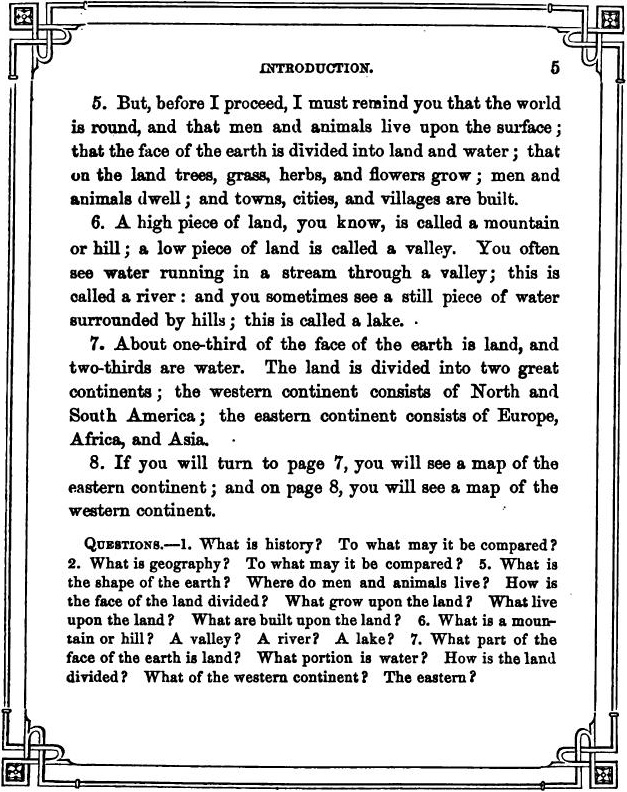 INTRODUCTION. 5
5. But, before I proceed, I must remind you that the world
is round, and that men and animals live upon the surface;
that the face of the earth is divided into land and water; that
on the land trees, grass, herbs, and flowers grow; men and
animals dwell; and towns, cities, and villages are built.
6. A high piece of land, you know, is called a mountain
or hill; a low piece of land is called a valley. You often
see water running in a stream through a valley; this is
called a river: and you sometimes see a still piece of water
surrounded by hills; this is called a lake.
7. About one-third of the face of the earth is land, and
two-thirds are water. The land is divided into two great
continents; the western continent consists of North and
South America; the eastern continent consists of Europe,
Africa, and Asia.
8. If you will turn to page 7, you will see a map of the
eastern continent; and on page 8, you will see a map of the
western continent.
QUESTIONS.—1. What is history? To what may it be compared?
2. What is geography? To what may it be compared? 5. What is
the shape of the earth? Where do men and animals live? How is
the face of the land divided? What grow upon the land? What live
upon the land? What are built upon the land? 6. What is a moun-
tain or hill? A valley? A river? A lake? 7. What part of the
face of the earth is land? What portion is water? How is the land
divided? What of the western continent? The eastern?